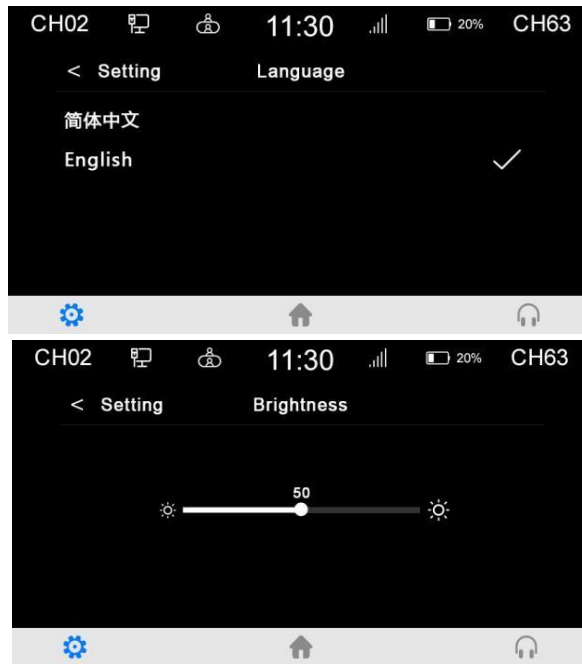 CH02 11:30 20% CH63
< Setting Language
简体中文
English
CH02 11:30 20% CH63
< Setting Brightness
50